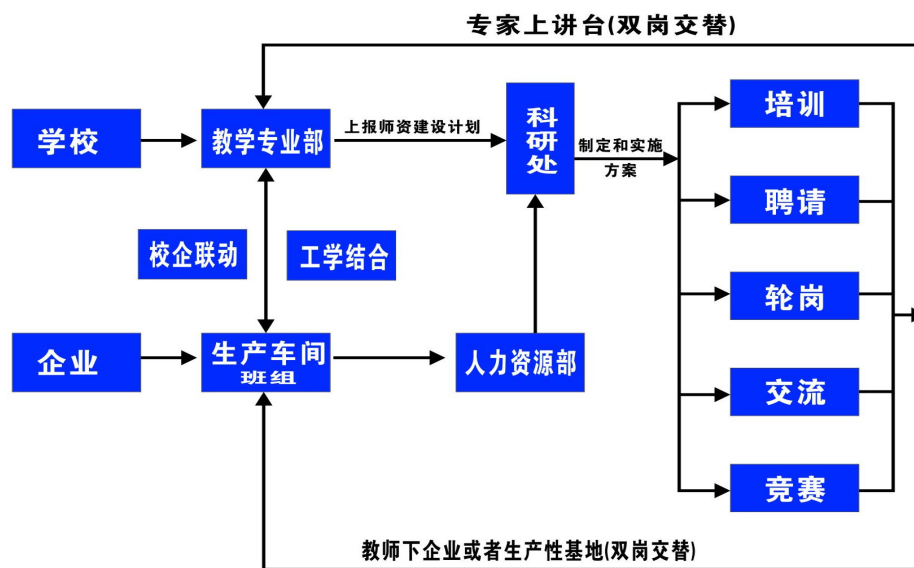 专家上讲台(双岗交替)
学校
教学专业部
上报师资建设计划
科研处
制定和实施
方案
培训
聘请
校企联动
工学结合
轮岗
企业
生产车间
班组
人力资源部
交流
竞赛
教师下企业或者生产性基地(双岗交替)